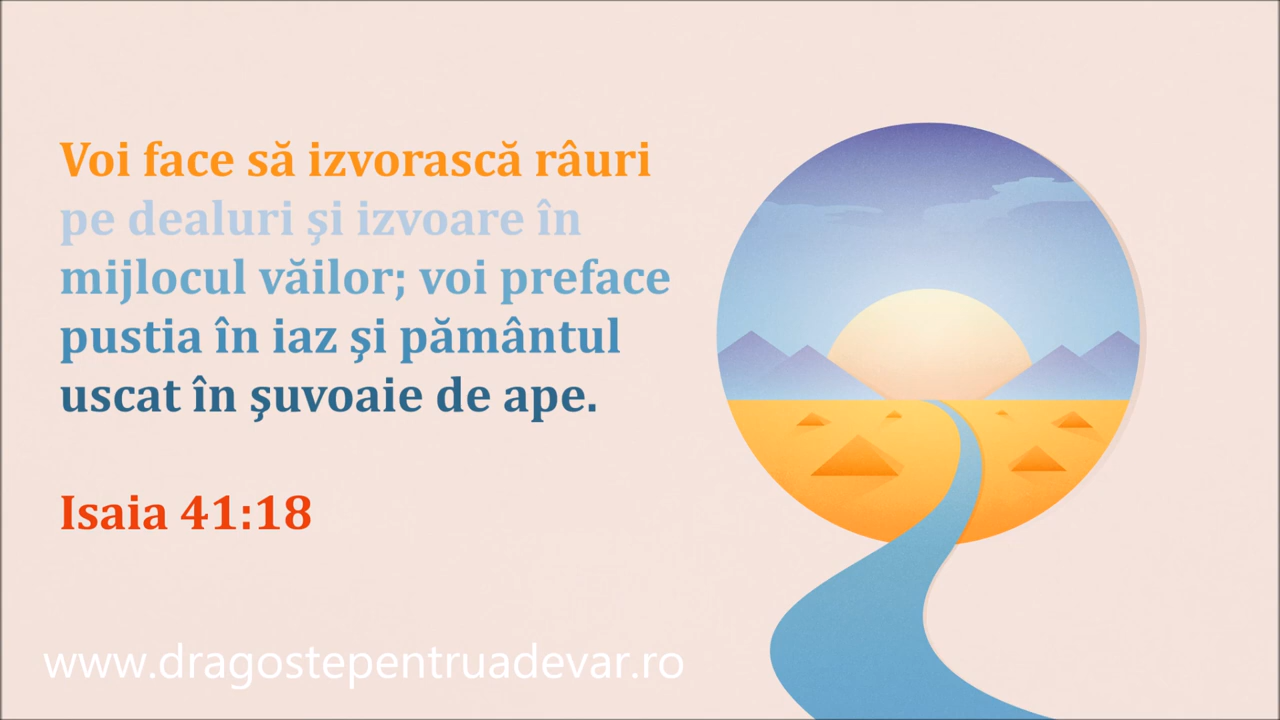 Voi face să izvorască râuri
pe dealuri şi izvoare în
mijlocul văilor; voi preface
pustia în iaz şi pământul
uscat în şuvoaie de ape.
Isaia 41:18
www.dragostepentruadevar.ro